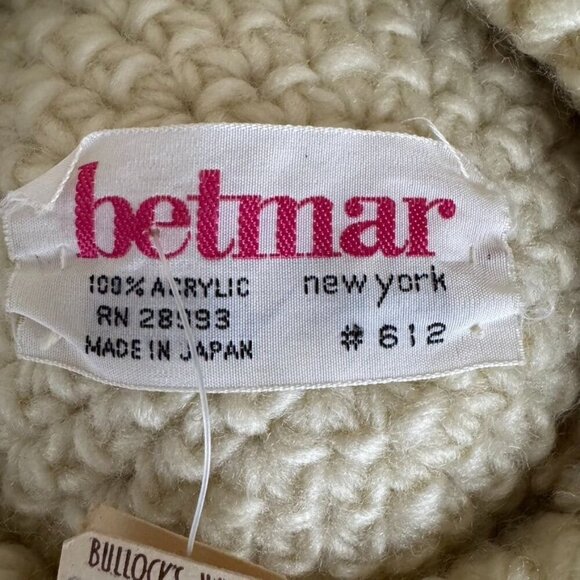 betmar
100% ACRYLIC
RN 28993
MADE IN JAPAN
new york
# 612
BULLOCK'S